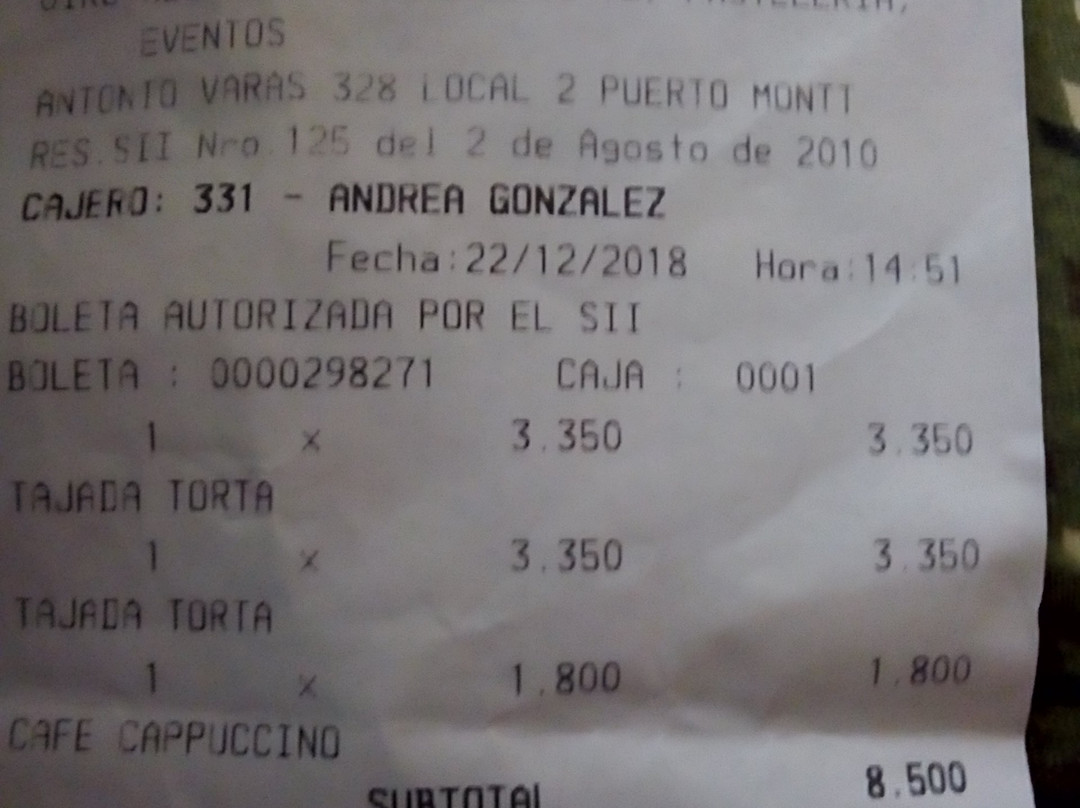 PASTELERIA,
EVENTOS
ANTONIO VARAS 328 LOCAL 2 PUERTO MONTT
RES.SII Nro.125 del 2 de Agosto de 2010
CAJERO: 331 - ANDREA GONZALEZ
Fecha:22/12/2018 Hora:14:51
BOLETA AUTORIZADA POR EL SII
BOLETA : 0000298271 CAJA : 0001
1 x 3.350 3.350
TAJADA TORTA
1 x 3.350 3.350
TAJADA TORTA
1 x 1.800 1.800
CAFE CAPPUCCINO
SUBTOTAL 8.500